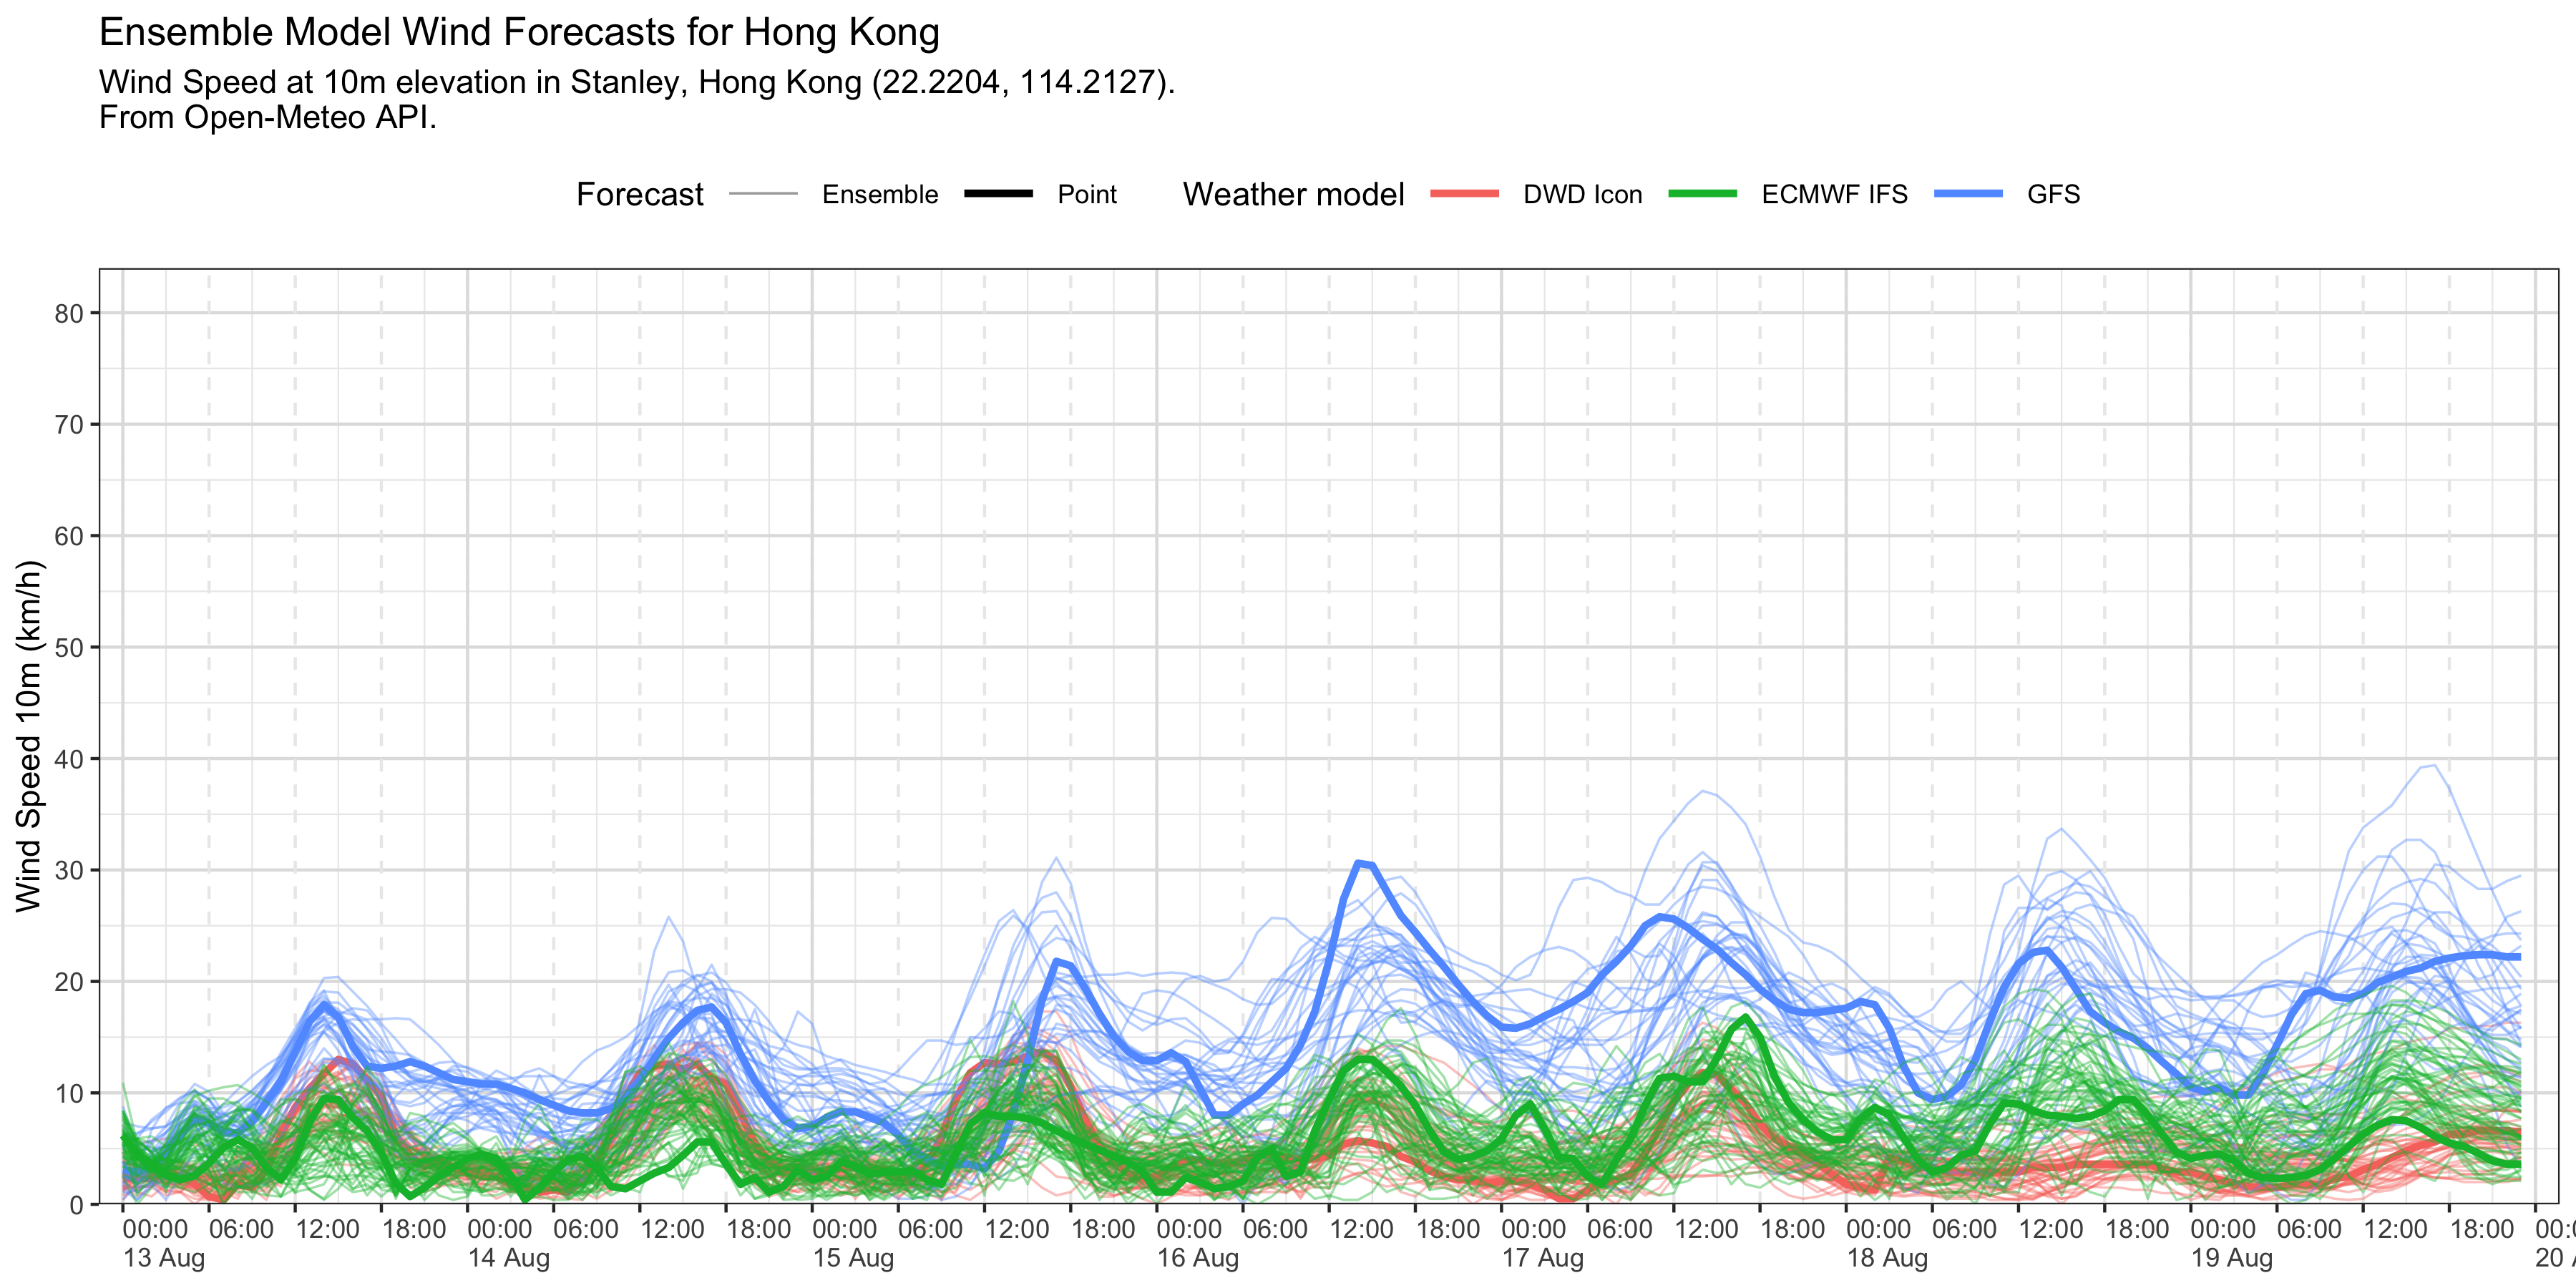 Ensemble Model Wind Forecasts for Hong Kong
Wind Speed at 10m elevation in Stanley, Hong Kong (22.2204, 114.2127).
From Open-Meteo API.
Forecast Ensemble Point Weather model DWD Icon ECMWF IFS GFS
Wind Speed 10m (km/h)
80
70
60
50
40
30
20
10
0
00:00 06:00 12:00 18:00 00:00 06:00 12:00 18:00 00:00 06:00 12:00 18:00 00:00 06:00 12:00 18:00 00:00 06:00 12:00 18:00 00:00 06:00 12:00 18:00 00:00 06:00 12:00 18:00 00:0
13 Aug 14 Aug 15 Aug 16 Aug 17 Aug 18 Aug 19 Aug 20